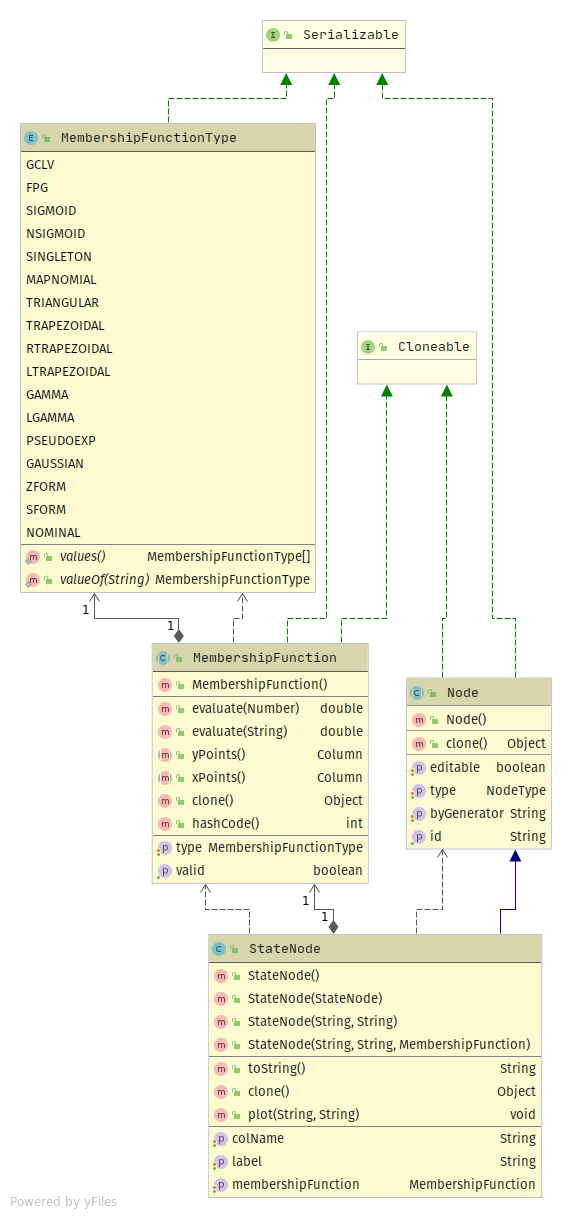 I Serializable
E MembershipFunctionType
GCLV
FPG
SIGMOID
NSIGMOID
SINGLETON
MAPNOMIAL
TRIANGULAR
TRAPEZOIDAL
RTRAPEZOIDAL
LTRAPEZOIDAL
GAMMA
LGAMMA
PSEUDOEXP
GAUSSIAN
ZFORM
SFORM
NOMINAL
m values() MembershipFunctionType[]
m valueOf(String) MembershipFunctionType
I Cloneable
1
1
C MembershipFunction
m MembershipFunction()
m evaluate(Number) double
m evaluate(String) double
m yPoints() Column
m xPoints() Column
m clone() Object
m hashCode() int
p type MembershipFunctionType
p valid boolean
C Node
m Node()
m clone() Object
p editable boolean
p type NodeType
p byGenerator String
p id String
1
1
C StateNode
m StateNode()
m StateNode(StateNode)
m StateNode(String, String)
m StateNode(String, String, MembershipFunction)
m toString() String
m clone() Object
m plot(String, String) void
p colName String
p label String
p membershipFunction MembershipFunction
Powered by yFiles